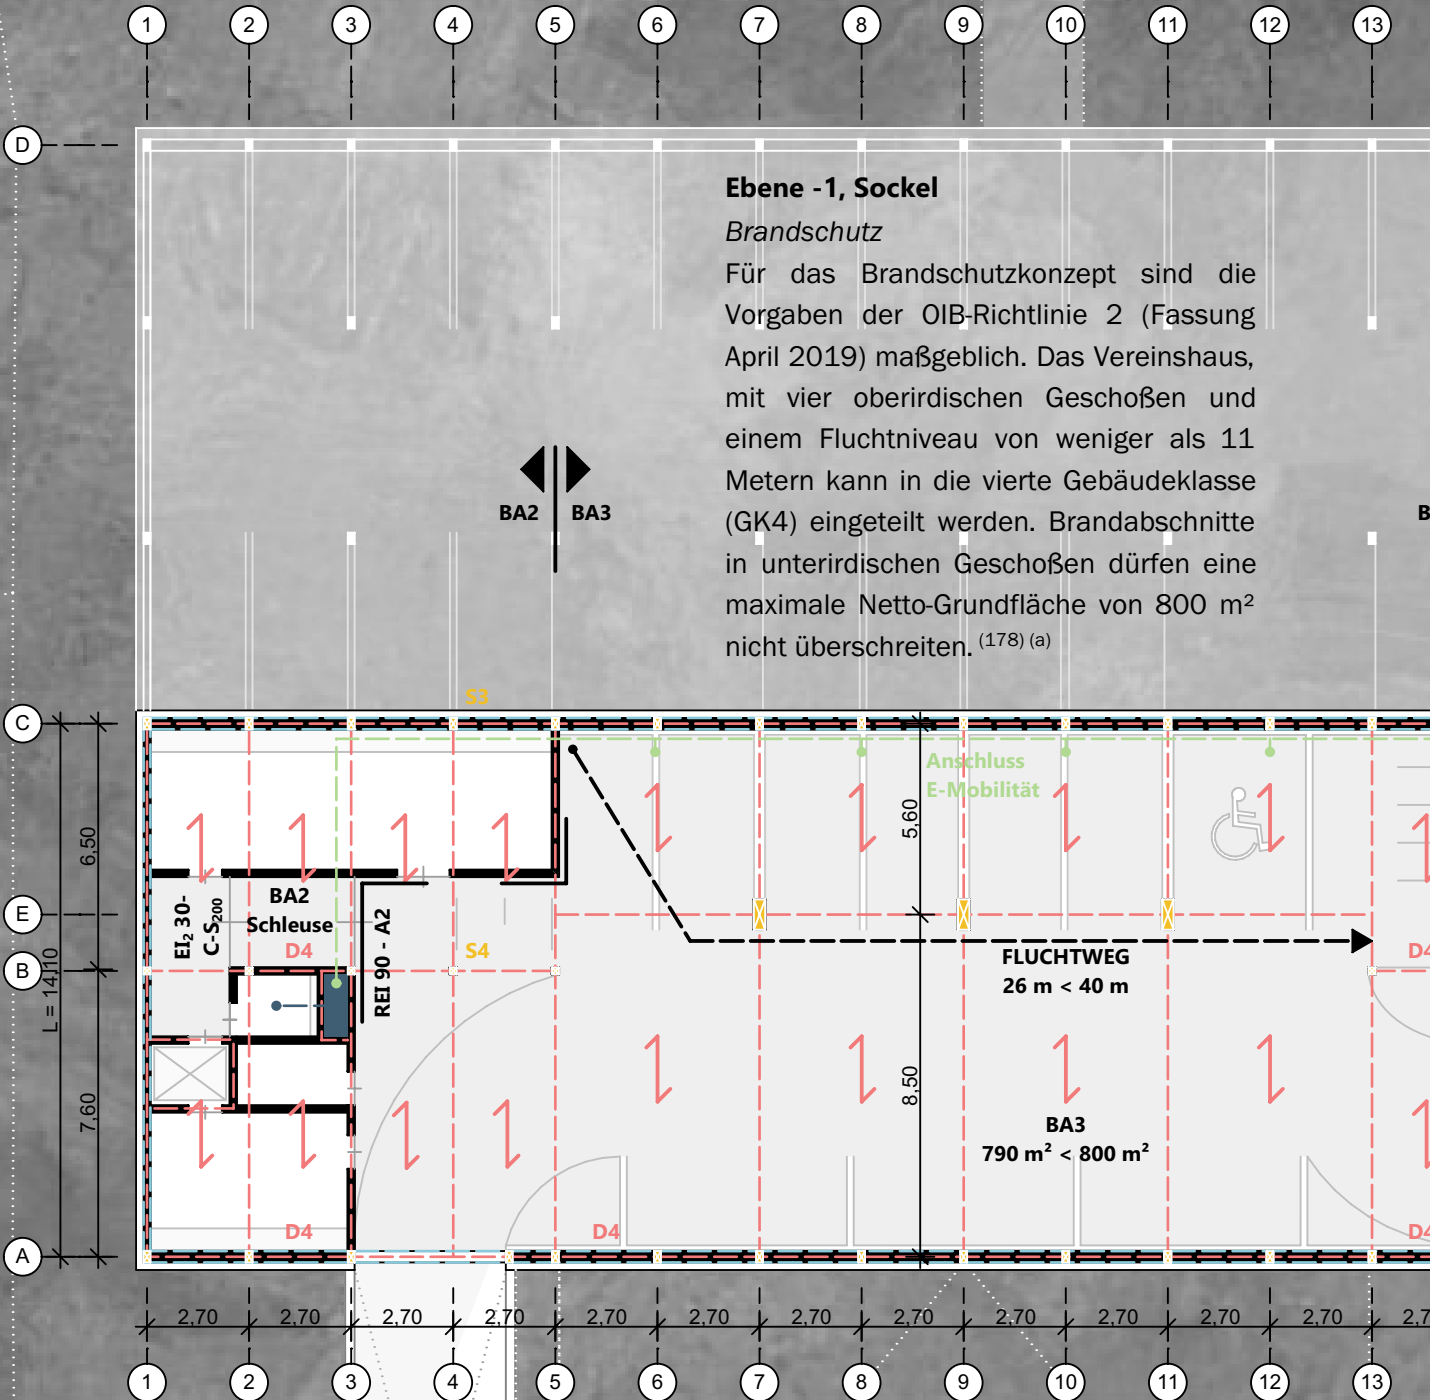 1 2 3 4 5 6 7 8 9 10 11 12 13
D
Ebene -1, Sockel
Brandschutz
Für das Brandschutzkonzept sind die
Vorgaben der OIB-Richtlinie 2 (Fassung
April 2019) maßgeblich. Das Vereinshaus,
mit vier oberirdischen Geschoßen und
einem Fluchtniveau von weniger als 11
Metern kann in die vierte Gebäudeklasse
(GK4) eingeteilt werden. Brandabschnitte
in unterirdischen Geschoßen dürfen eine
maximale Netto-Grundfläche von 800 m²
nicht überschreiten. (178) (a)
BA2 BA3
B
S3
C
Anschluss
E-Mobilität
5,60
6,50
E
BA2
Schleuse
EI₂ 30-
C-S₂₀₀
REI 90 - A2
D4
S4
D4
B
FLUCHTWEG
26 m < 40 m
L = 14,10
8,50
7,60
BA3
790 m² < 800 m²
D4
D4
D4
A
2,70 2,70 2,70 2,70 2,70 2,70 2,70 2,70 2,70 2,70 2,70 2,70 2,7
1 2 3 4 5 6 7 8 9 10 11 12 13